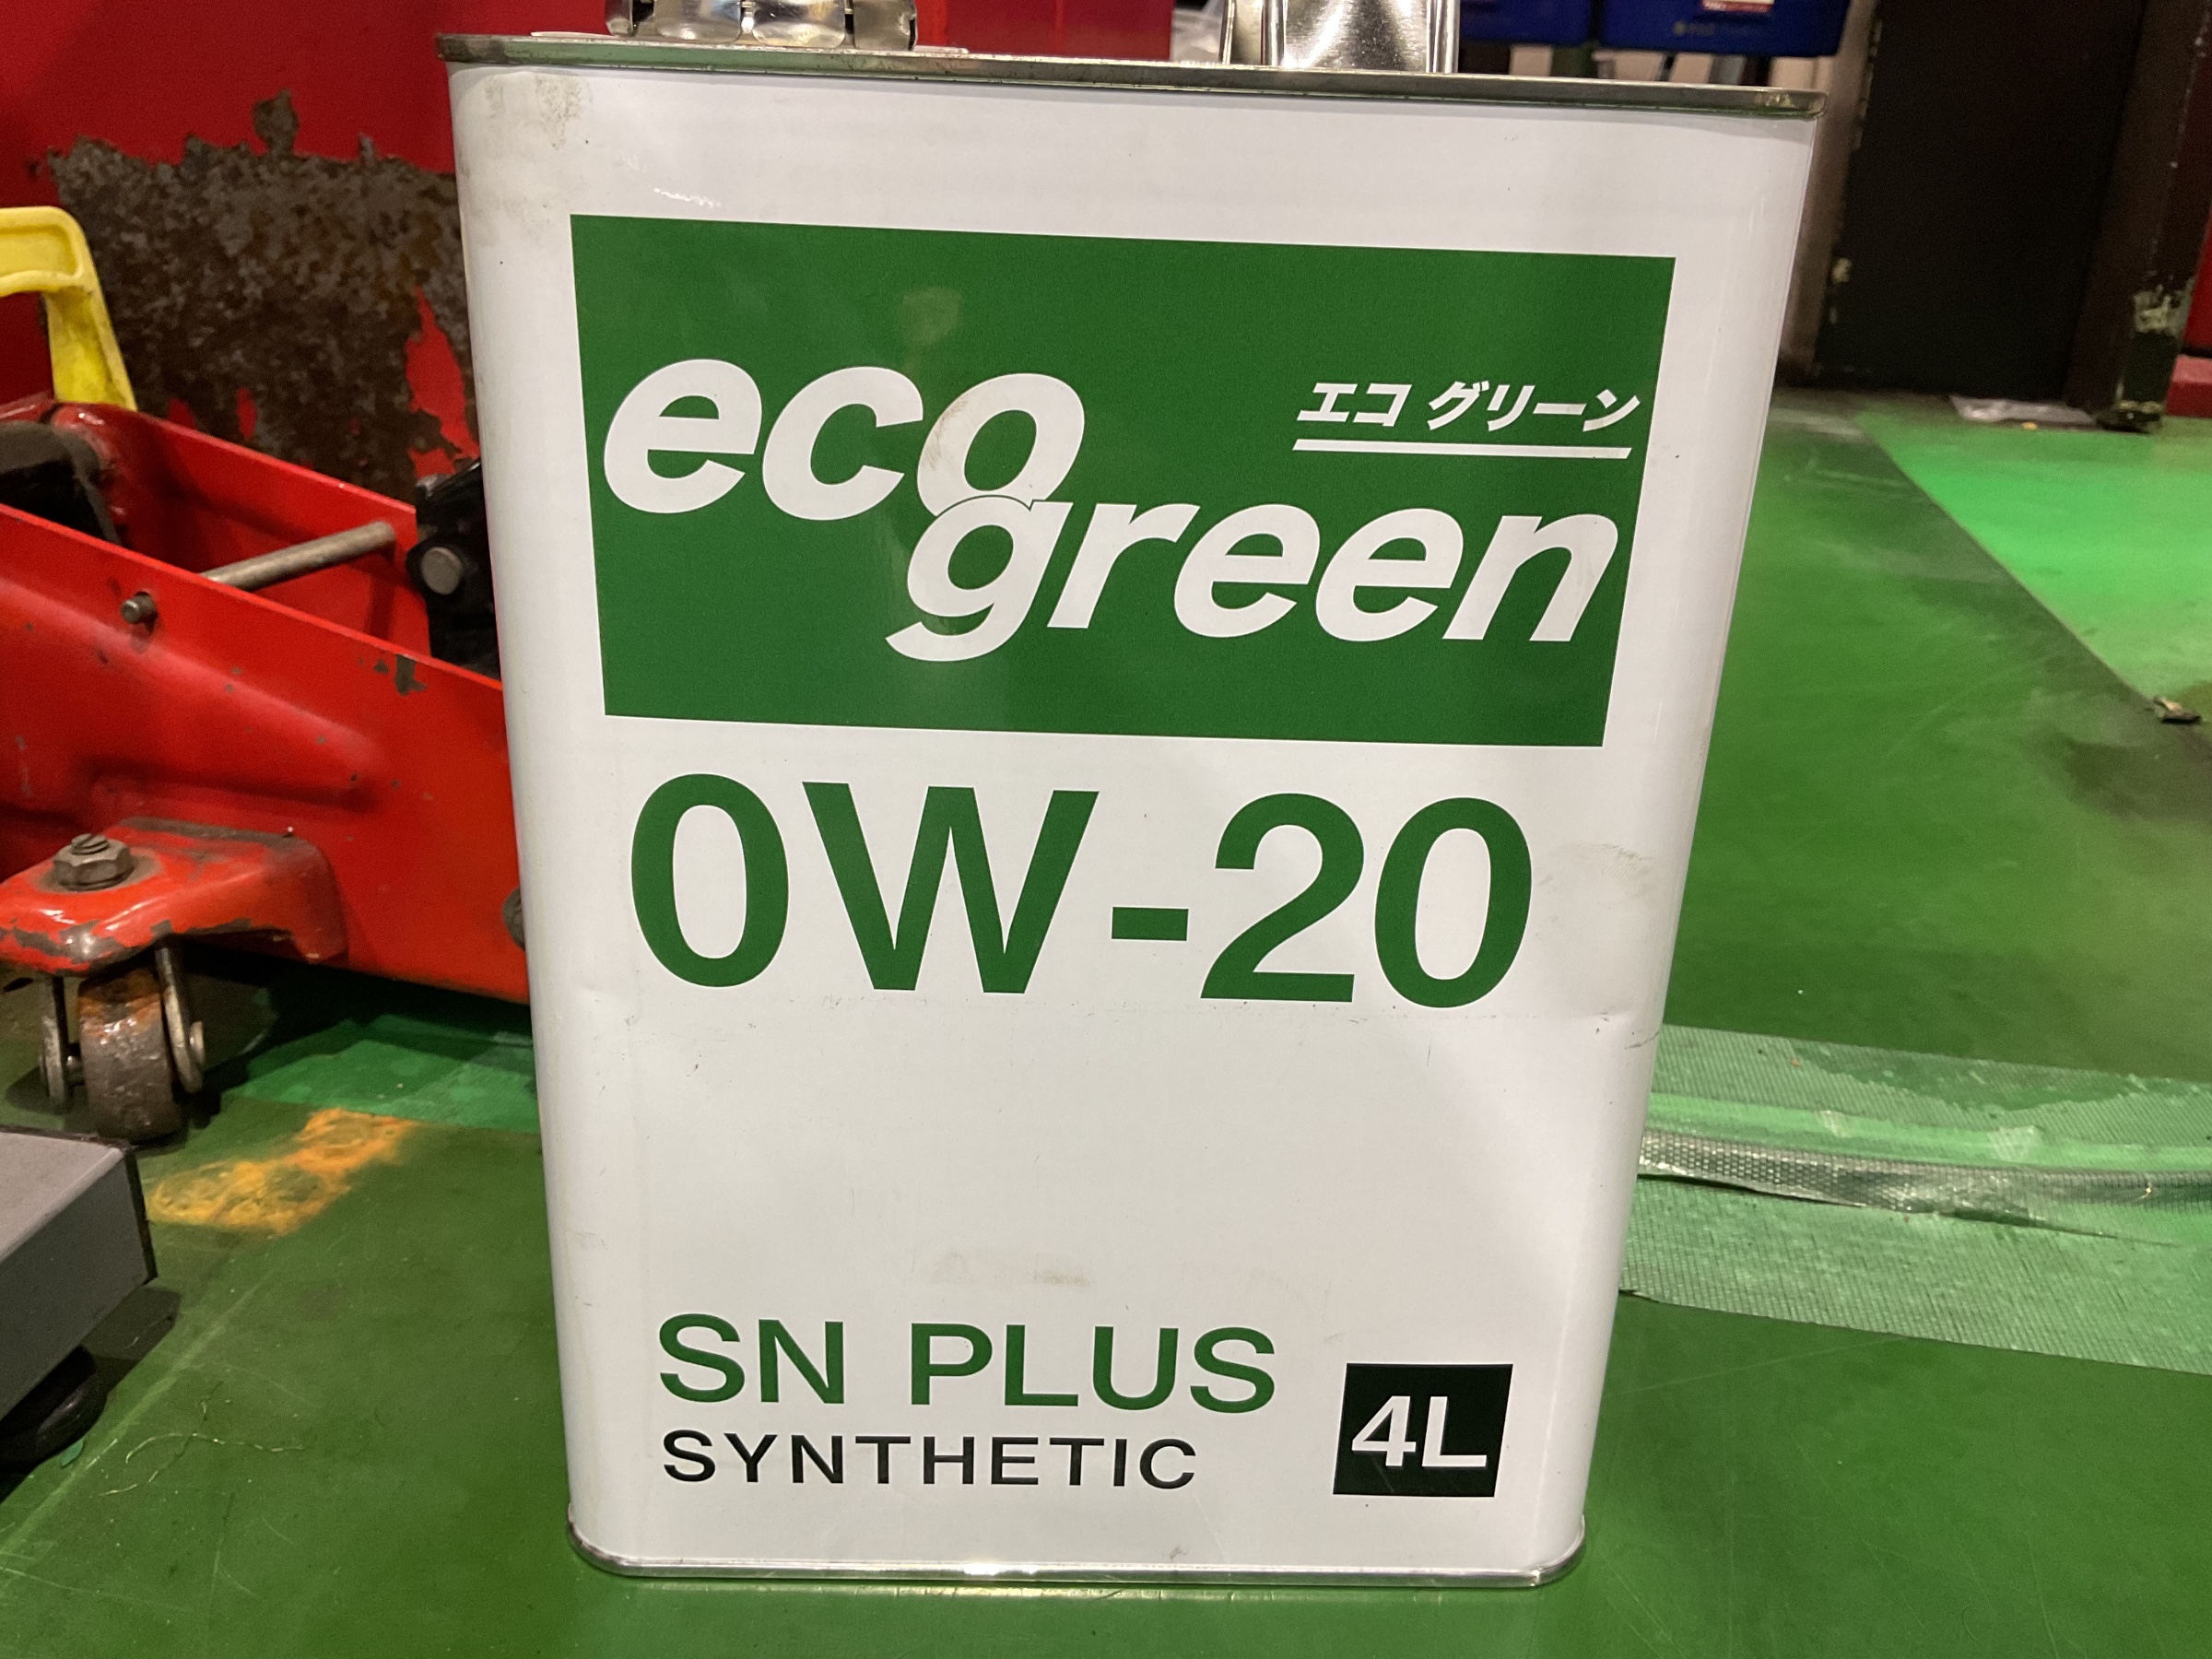 eco
エコ グリーン
green
0W-20
SN PLUS
SYNTHETIC
4L